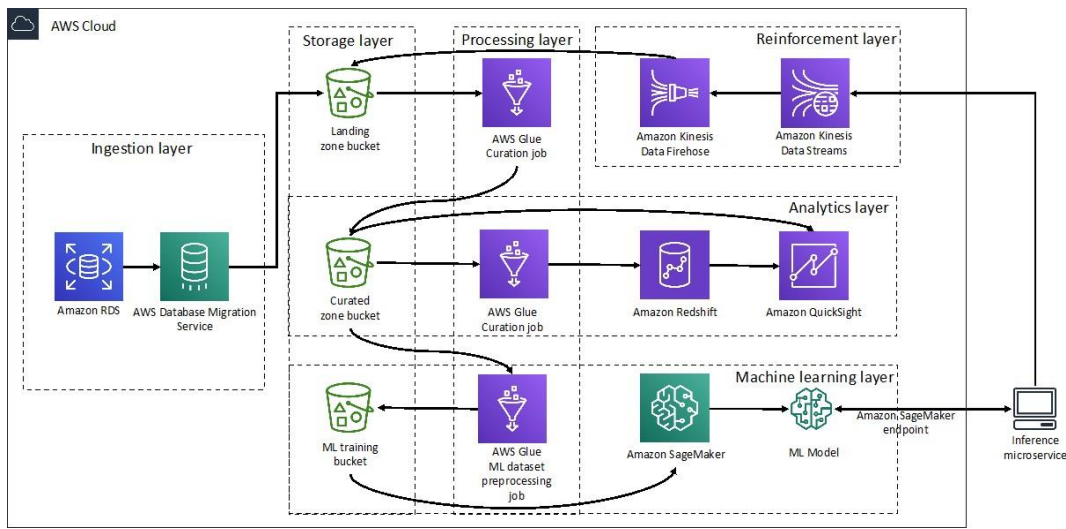 AWS Cloud
Storage layer
Processing layer
Reinforcement layer
Landing
zone bucket
AWS Glue
Curation job
Amazon Kinesis
Data Firehose
Amazon Kinesis
Data Streams
Ingestion layer
Analytics layer
Amazon RDS
AWS Database Migration
Service
Curated
zone bucket
AWS Glue
Curation job
Amazon Redshift
Amazon QuickSight
Machine learning layer
ML training
bucket
AWS Glue
ML dataset
preprocessing
job
Amazon SageMaker
ML Model
Amazon SageMaker
endpoint
Inference
microservice